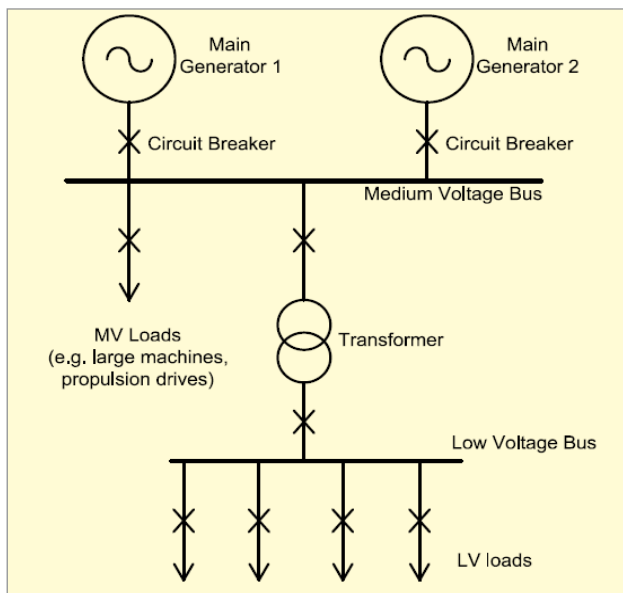 Main
Generator 1
Main
Generator 2
Circuit Breaker
Circuit Breaker
Medium Voltage Bus
MV Loads
(e.g. large machines,
propulsion drives)
Transformer
Low Voltage Bus
LV loads